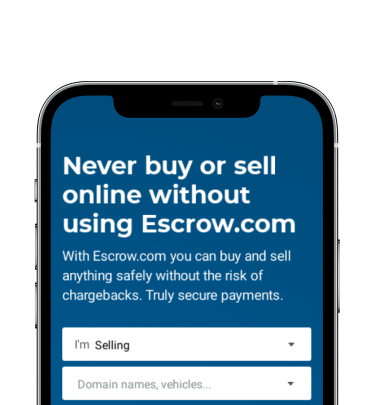 Never buy or sell
online without
using Escrow.com
With Escrow.com you can buy and sell
anything safely without the risk of
chargebacks. Truly secure payments.
I'm Selling
Domain names, vehicles...